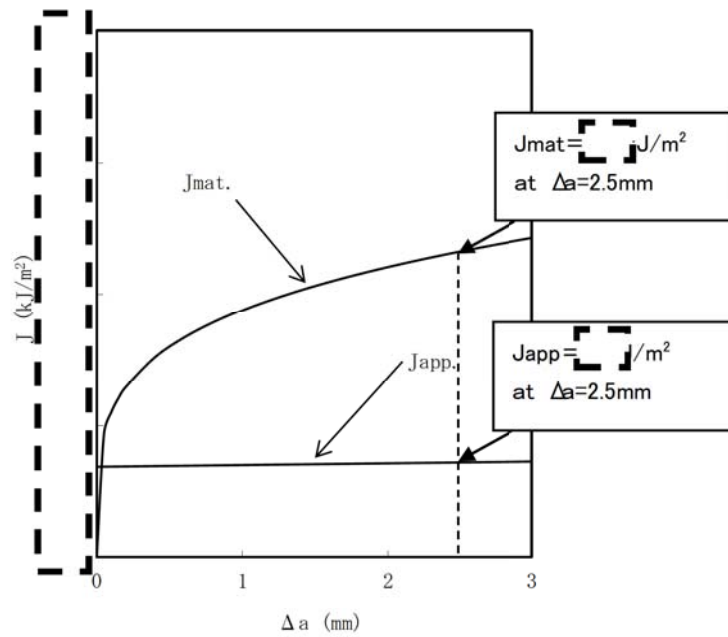 Jmat= J/m²
at Δa=2.5mm
Jmat.
J (kJ/m²)
Japp= /m²
at Δa=2.5mm
Japp.
0
1
2
3
Δa (mm)